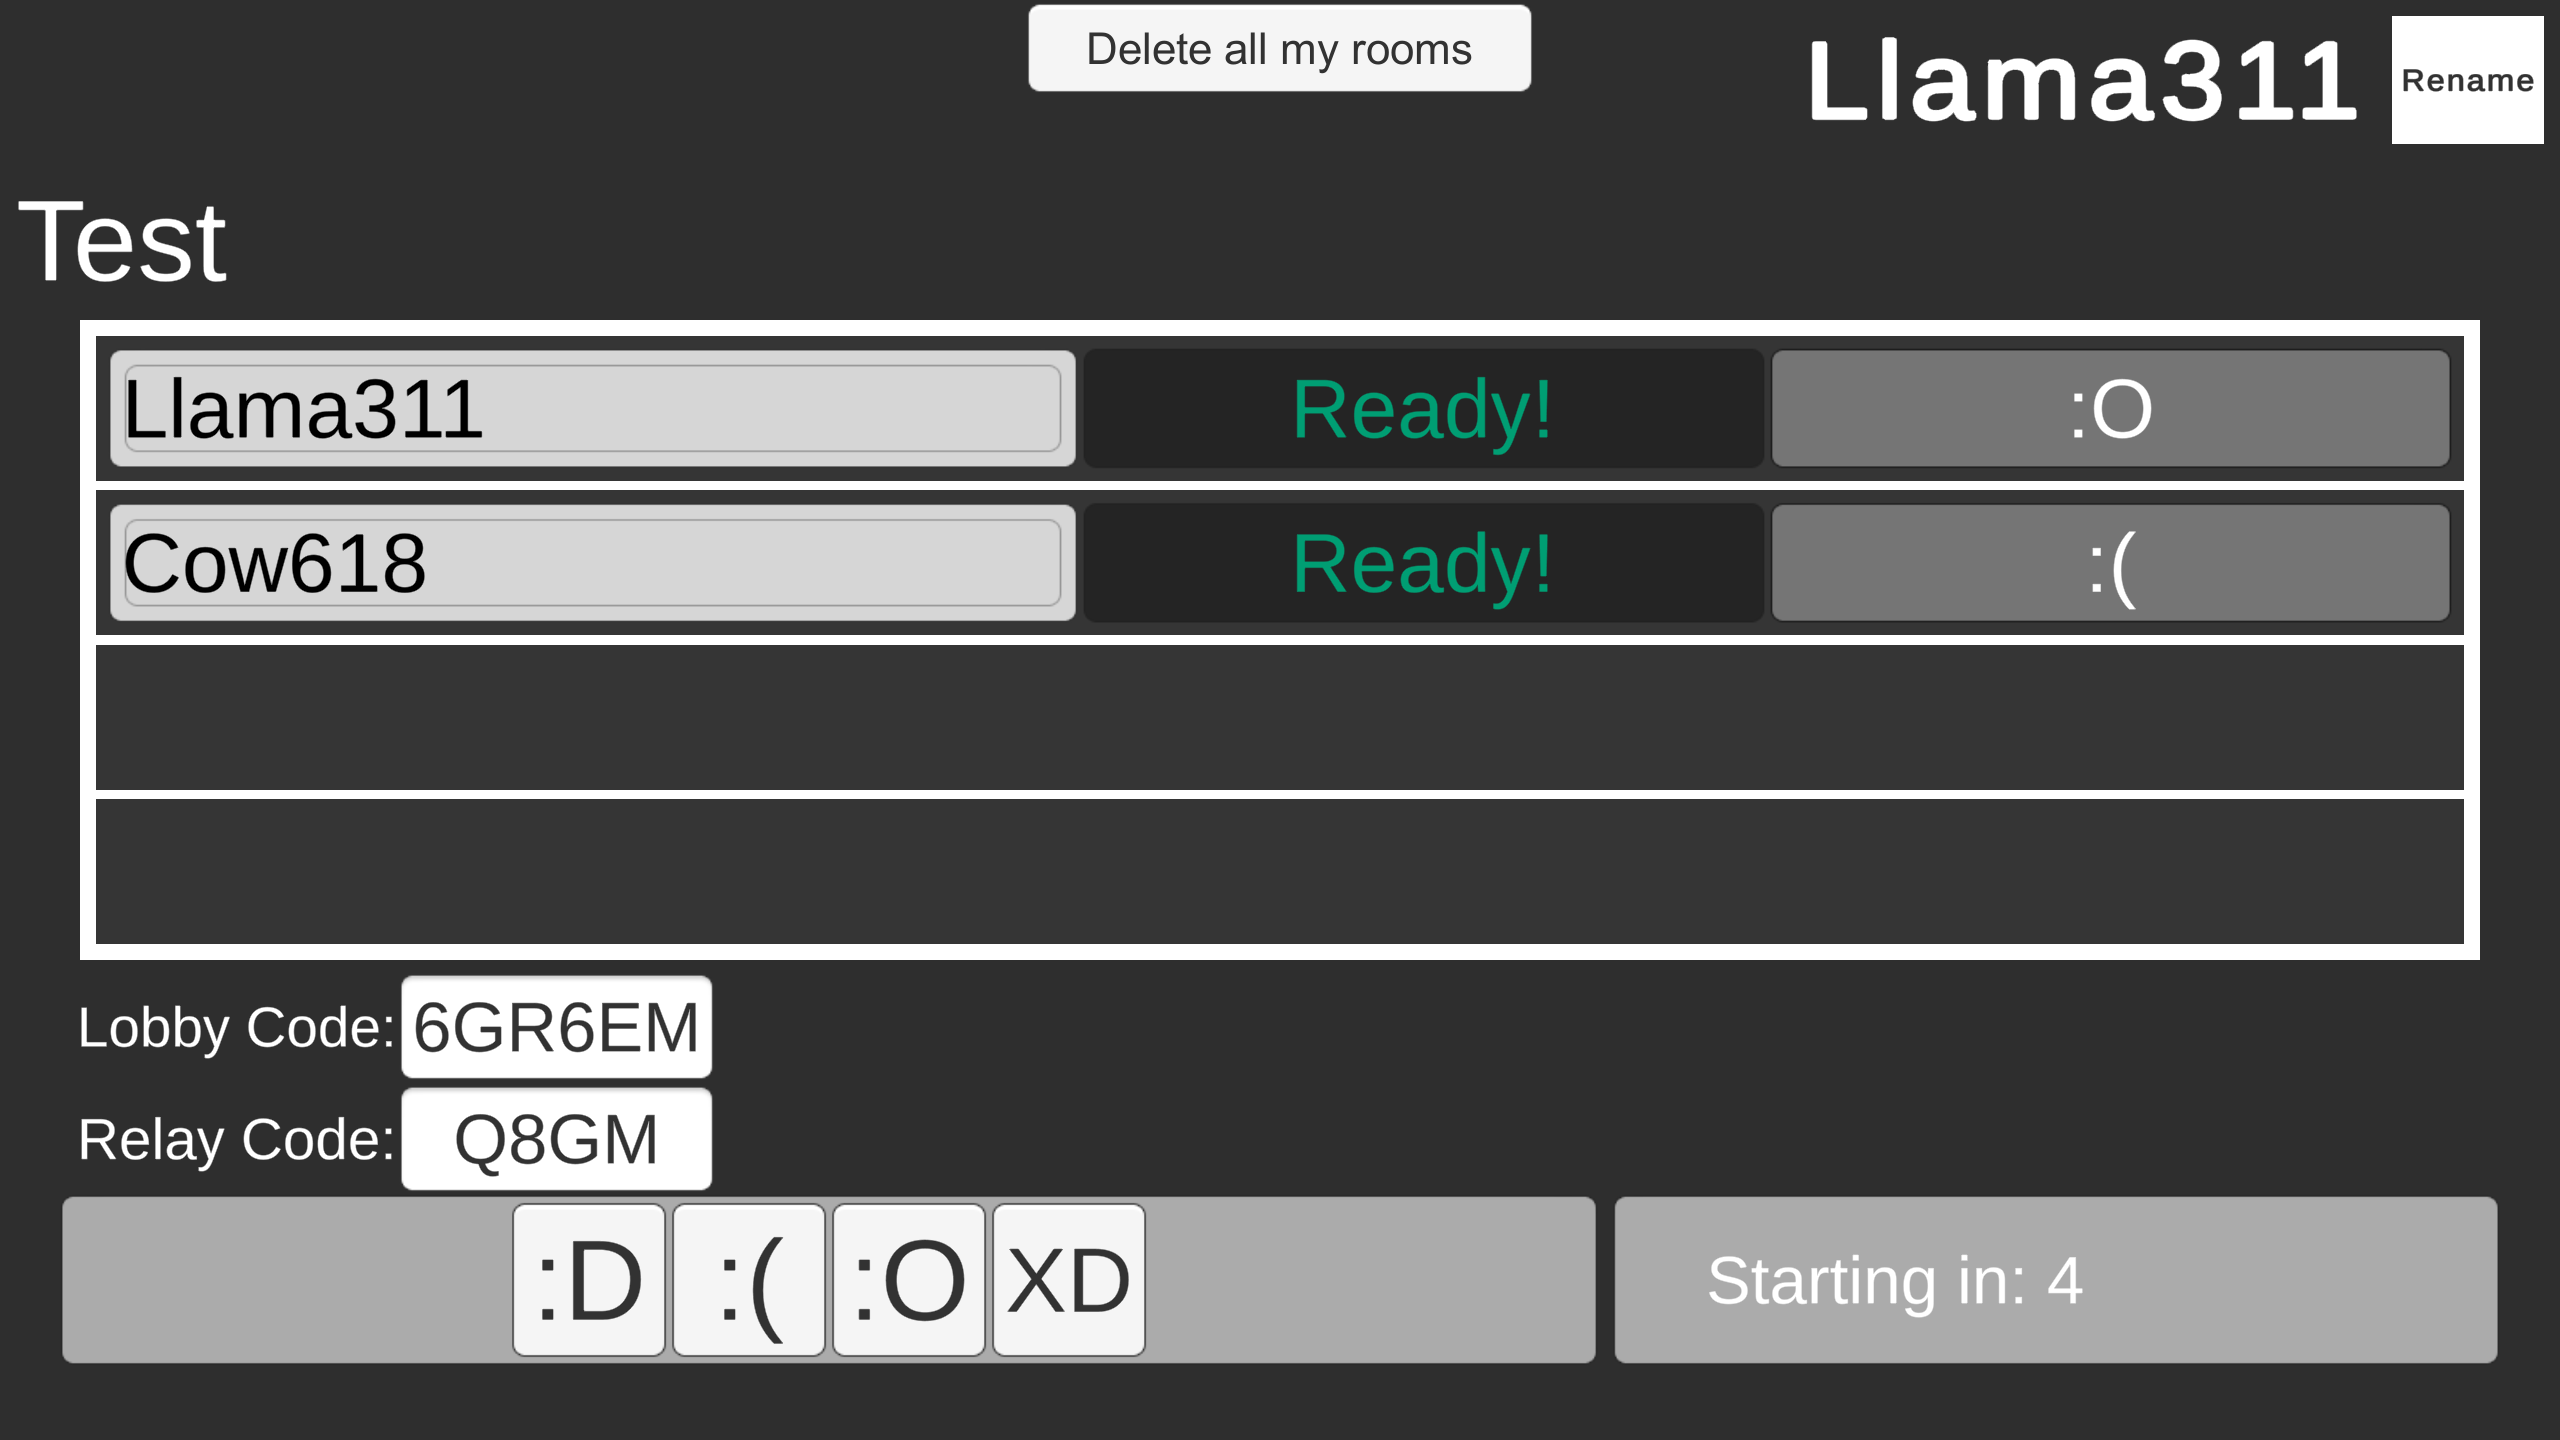 Delete all my rooms
Llama311 Rename
Test
Llama311 Ready! :O
Cow618 Ready! :(
Lobby Code: 6GR6EM
Relay Code: Q8GM
:D :( :O XD Starting in: 4